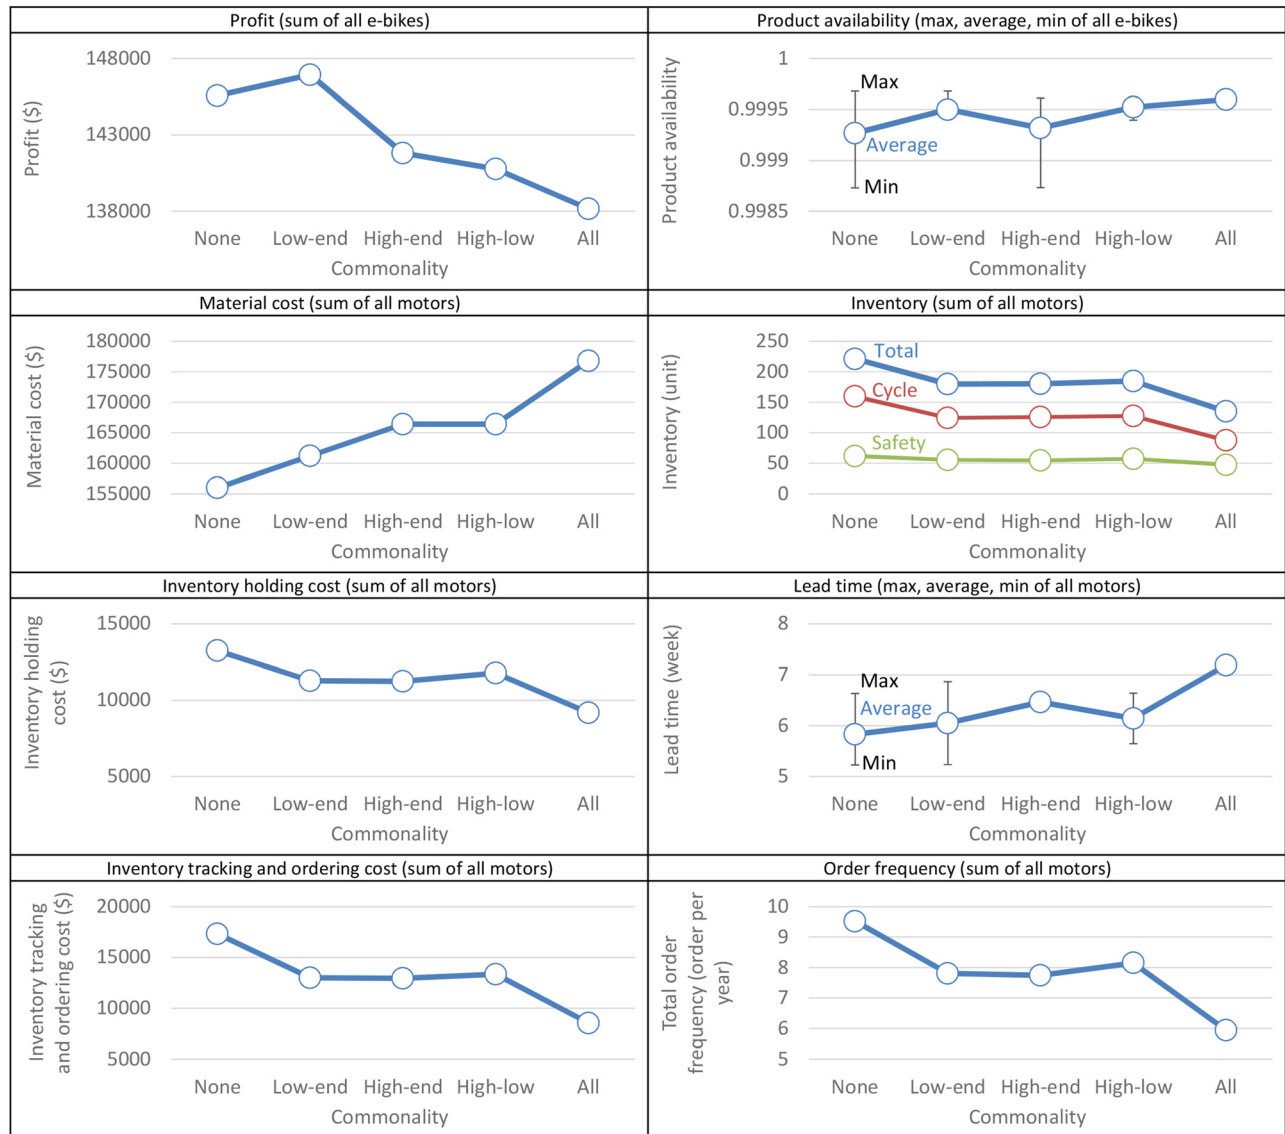 Profit (sum of all e-bikes)
Profit ($)
148000
143000
138000
None Low-end High-end High-low All
Commonality
Product availability (max, average, min of all e-bikes)
Product availability
1
0.9995
0.999
0.9985
Max
Average
Min
None Low-end High-end High-low All
Commonality
Material cost (sum of all motors)
Material cost ($)
180000
175000
170000
165000
160000
155000
None Low-end High-end High-low All
Commonality
Inventory (sum of all motors)
Inventory (unit)
250
200
150
100
50
0
Total
Cycle
Safety
None Low-end High-end High-low All
Commonality
Inventory holding cost (sum of all motors)
Inventory holding
cost ($)
15000
10000
5000
None Low-end High-end High-low All
Commonality
Lead time (max, average, min of all motors)
Lead time (week)
8
7
6
5
Max
Average
Min
None Low-end High-end High-low All
Commonality
Inventory tracking and ordering cost (sum of all motors)
Inventory tracking
and ordering cost ($)
20000
15000
10000
5000
None Low-end High-end High-low All
Commonality
Order frequency (sum of all motors)
Total order
frequency (order per
year)
10
9
8
7
6
5
None Low-end High-end High-low All
Commonality